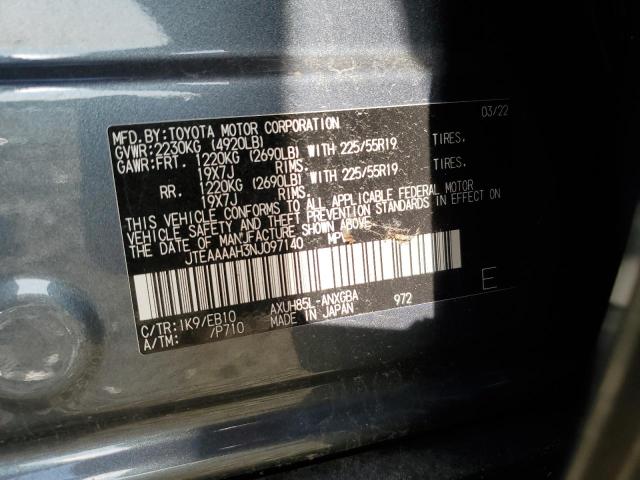 MFD.BY:TOYOTA MOTOR CORPORATION 03/22
GVWR:2230KG (4920LB)
GAWR:FRT. 1220KG (2690LB) WITH 225/55R19 TIRES,
19X7J RIMS,
RR. 1220KG (2690LB) WITH 225/55R19 TIRES,
19X7J RIMS,
THIS VEHICLE CONFORMS TO ALL APPLICABLE FEDERAL MOTOR
VEHICLE SAFETY AND THEFT PREVENTION STANDARDS IN EFFECT ON
THE DATE OF MANUFACTURE SHOWN ABOVE.
JTEAAAAH3NJ097140 MPV
C/TR:1K9/EB10 AXUH85L-ANXGBA 972 E
A/TM: /P710 MADE IN JAPAN